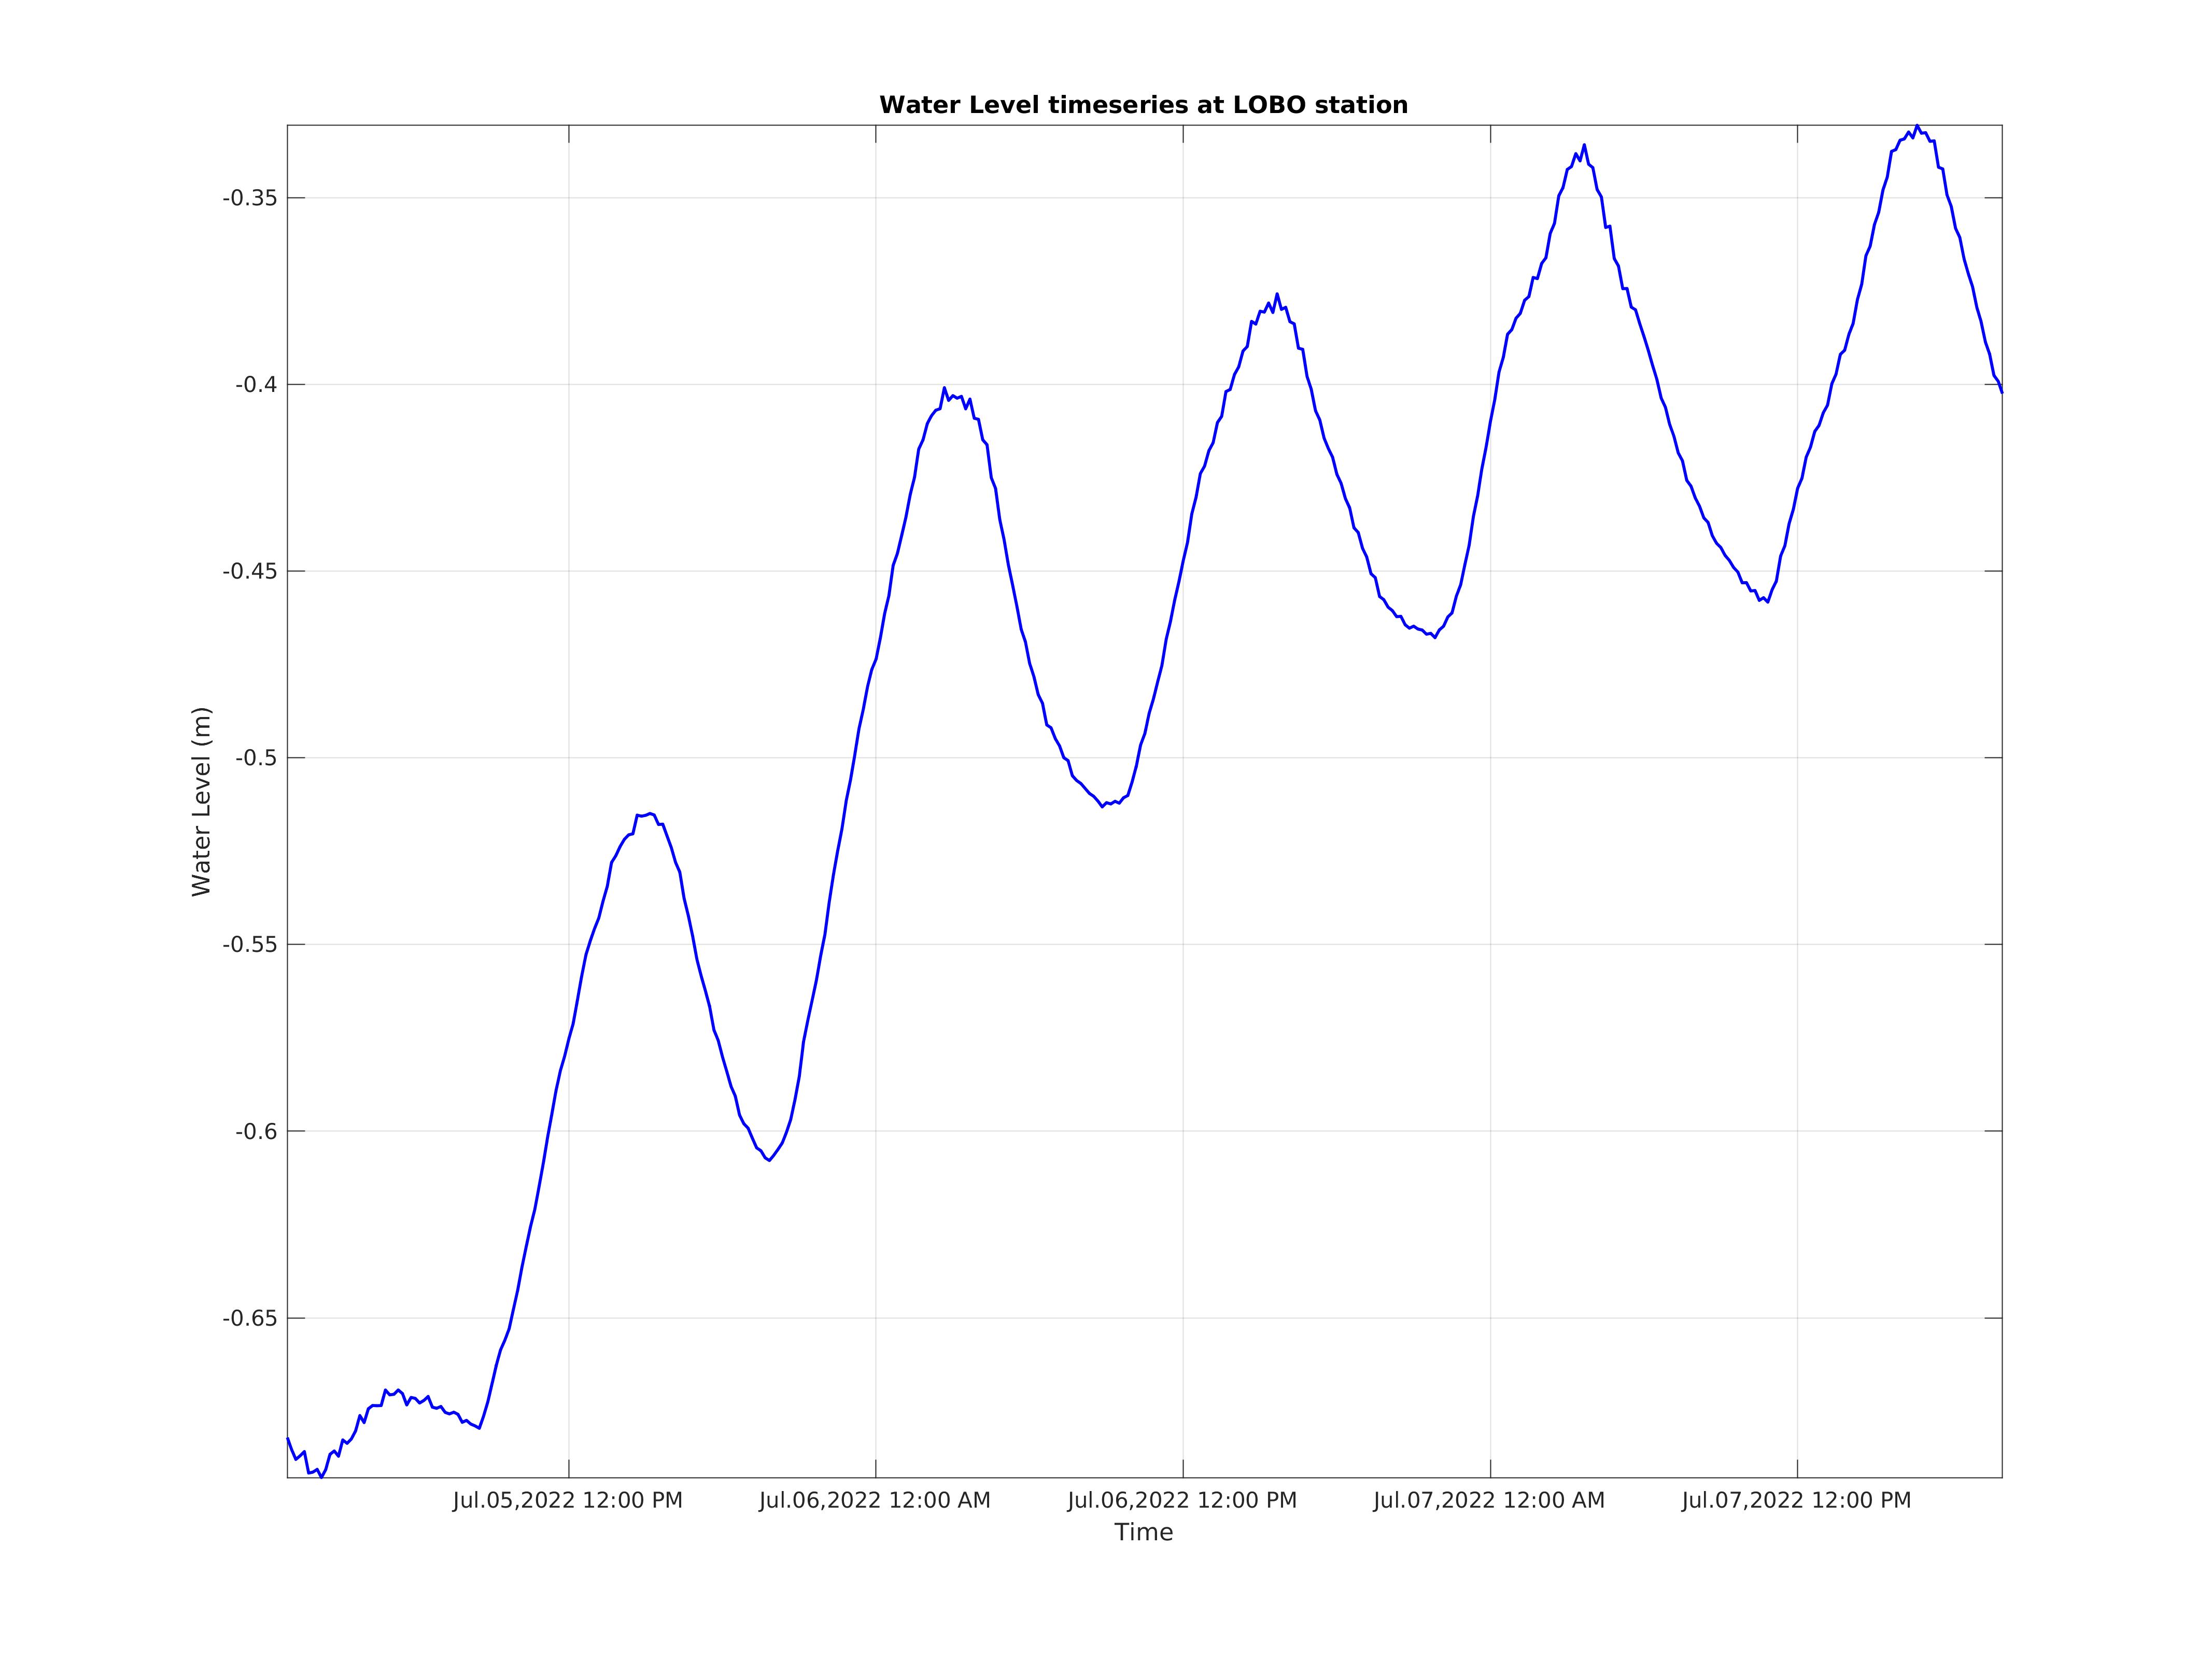 Water Level timeseries at LOBO station
-0.35
-0.4
-0.45
-0.5
-0.55
-0.6
-0.65
Water Level (m)
Jul.05,2022 12:00 PM
Jul.06,2022 12:00 AM
Jul.06,2022 12:00 PM
Jul.07,2022 12:00 AM
Jul.07,2022 12:00 PM
Time